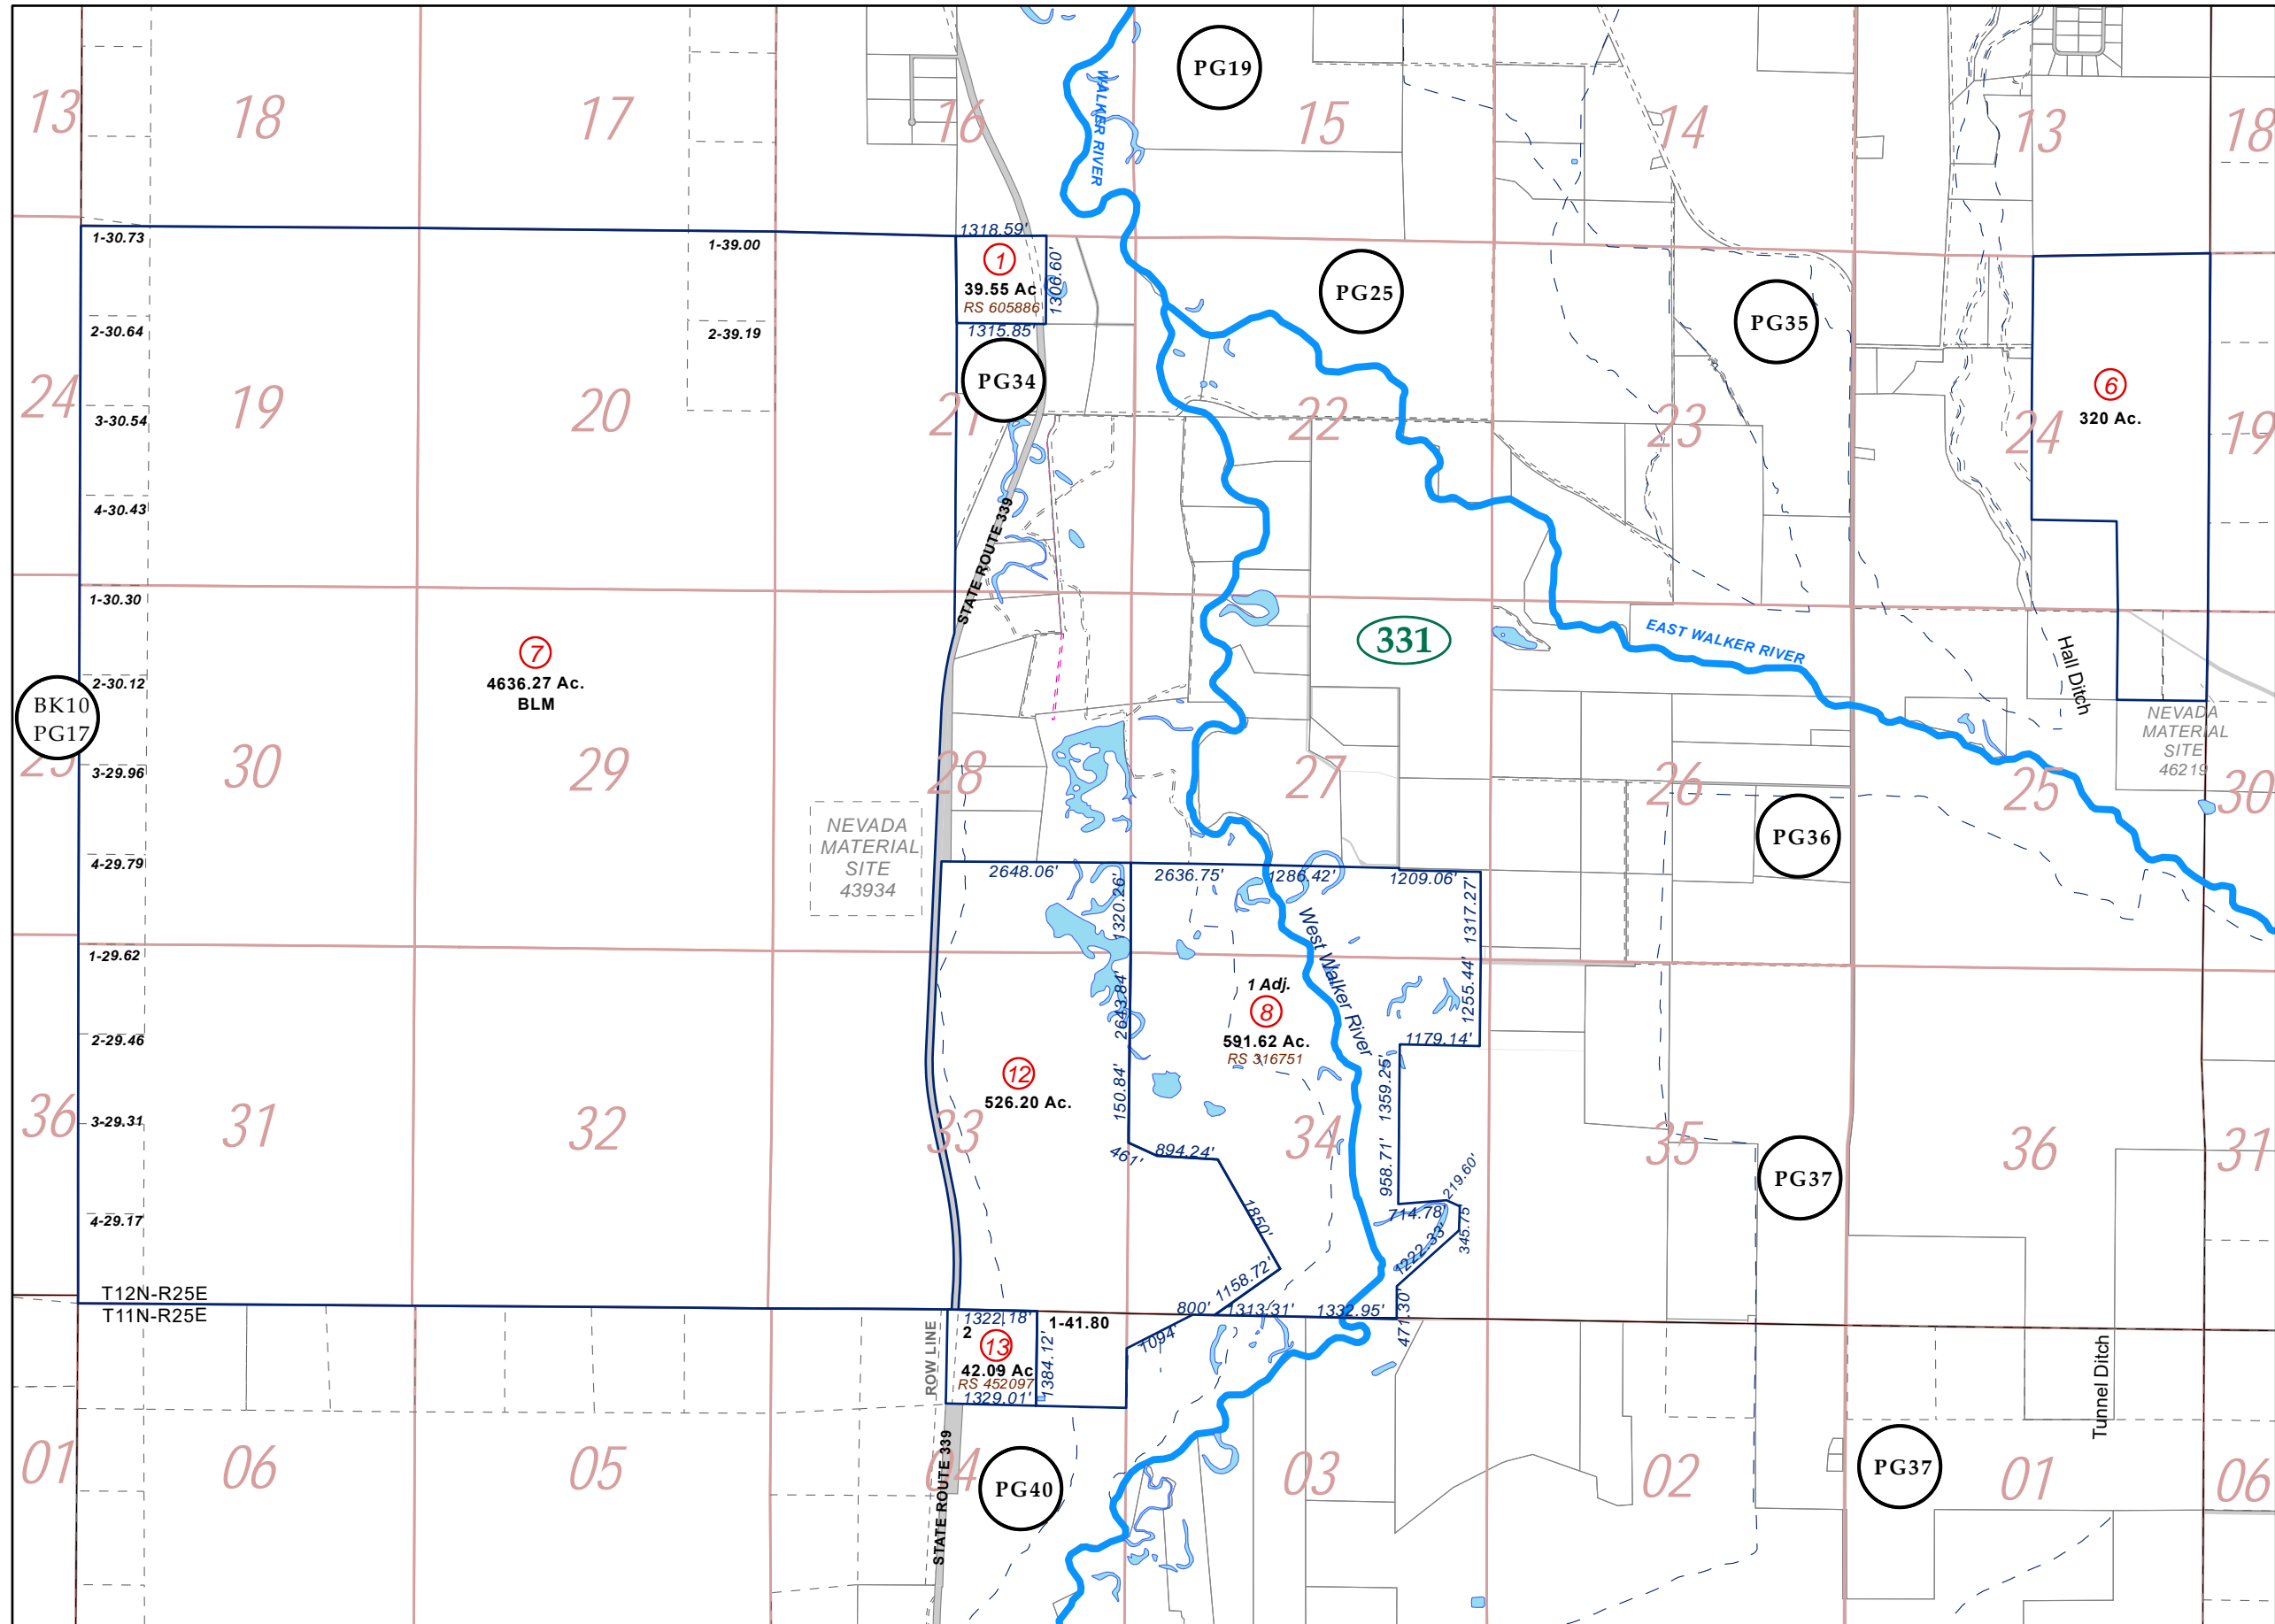 PG19
WALKER RIVER
13
18
17
16
15
14
13
18
1-30.73
1-39.00
1318.59'
1
39.55 Ac
RS 605886
1306.60'
1315.85'
PG25
PG35
PG34
2-30.64
2-39.19
24
19
20
21
22
23
24
19
6
320 Ac.
3-30.54
4-30.43
STATE ROUTE 339
1-30.30
7
4636.27 Ac.
BLM
331
EAST WALKER RIVER
Hall Ditch
2-30.12
BK10
PG17
25
30
29
28
27
26
25
30
NEVADA
MATERIAL
SITE
46219
3-29.96
NEVADA
MATERIAL
SITE
43934
PG36
4-29.79
2648.06'
1320.26'
2636.75'
1286.42'
1209.06'
1317.27'
West Walker River
1-29.62
2643.84'
1 Adj.
8
591.62 Ac.
RS 316751
1255.44'
1179.14'
2-29.46
12
526.20 Ac.
150.84'
1359.25'
3-29.31
36
31
32
33
34
35
36
31
PG37
461'
894.24'
958.71'
219.60'
714.78'
345.75'
1222.33'
4-29.17
1850'
1158.72'
T12N-R25E
T11N-R25E
800'
1313.31'
1332.95'
471.30'
1322.18'
1-41.80
2
13
42.09 Ac
RS 452097
1384.12'
1329.01'
1094'
ROW LINE
Tunnel Ditch
STATE ROUTE 339
01
06
05
04
PG40
03
02
PG37
01
06